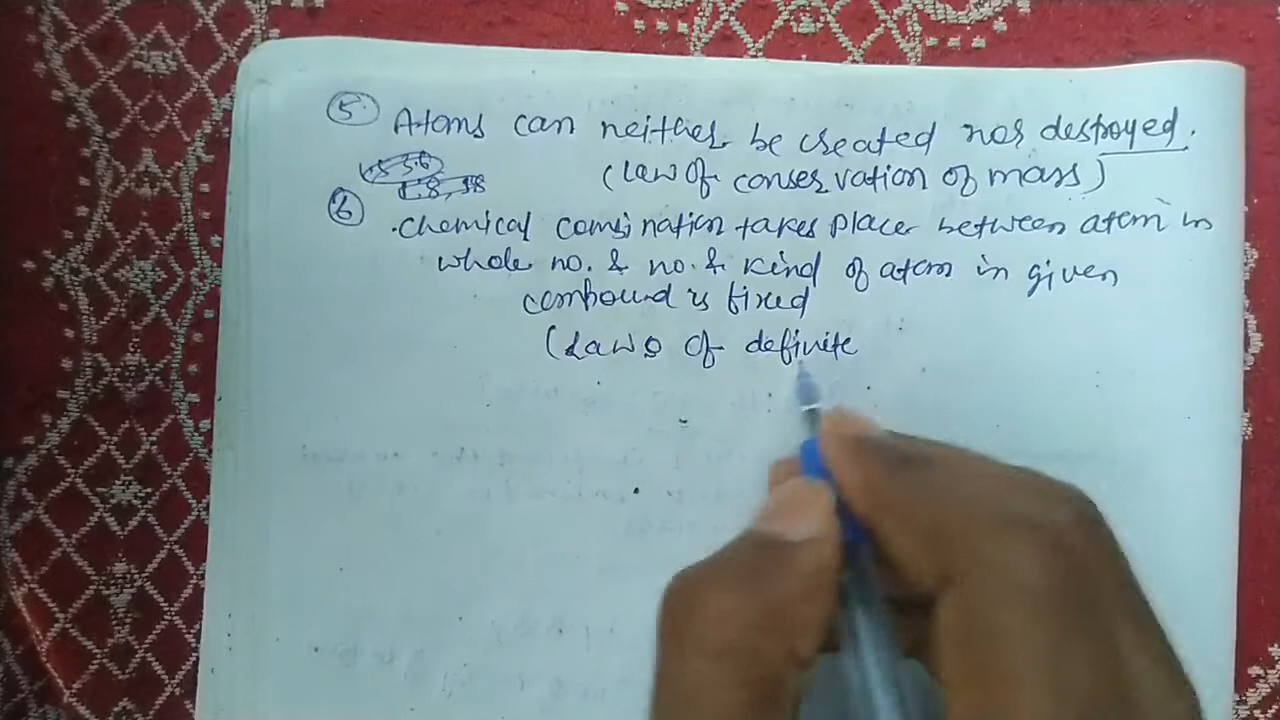 5. Atoms can neither be created nor destroyed.
(Law of conservation of mass)
6 .Chemical combination takes place between atom in
whole no. & no. & kind of atom in given
compound is fixed
(Laws of definite